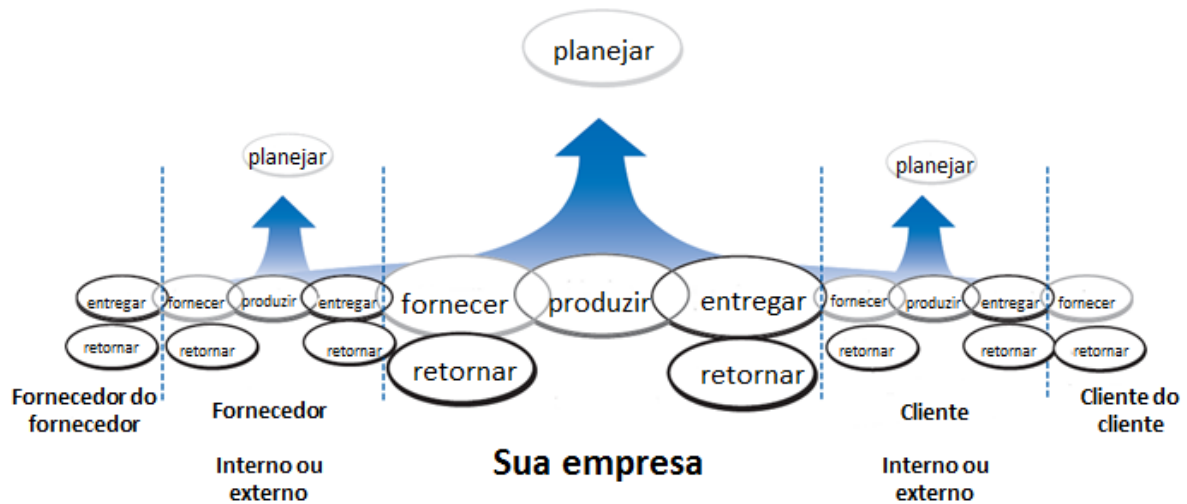 planejar
planejar
planejar
entregar
fornecer
produzir
entregar
fornecer
produzir
entregar
fornecer
produzir
entregar
fornecer
retornar
retornar
retornar
retornar
retornar
retornar
retornar
retornar
Fornecedor do
fornecedor
Fornecedor
Interno ou
externo
Sua empresa
Cliente
Interno ou
externo
Cliente do
cliente